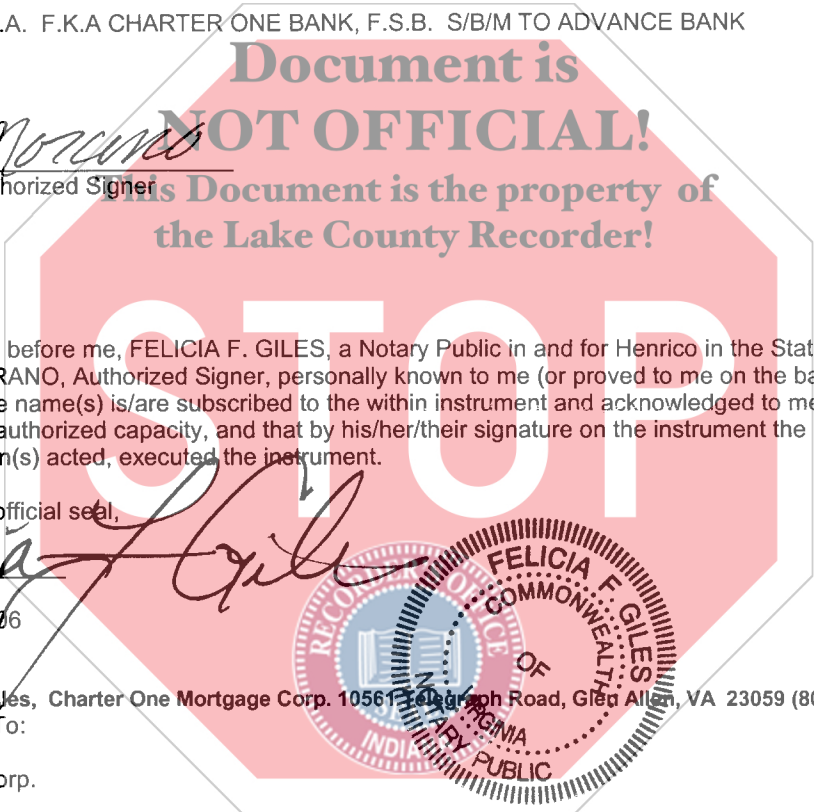 .A. F.K.A CHARTER ONE BANK, F.S.B. S/B/M TO ADVANCE BANK
Document is
NOT OFFICIAL!
Morano
horized Signer
This Document is the property of
the Lake County Recorder!
STOP
before me, FELICIA F. GILES, a Notary Public in and for Henrico in the Stat
RANO, Authorized Signer, personally known to me (or proved to me on the ba
e name(s) is/are subscribed to the within instrument and acknowledged to me
authorized capacity, and that by his/her/their signature on the instrument the
n(s) acted, executed the instrument.
official seal,
a F Giles
06
les, Charter One Mortgage Corp. 10561 Telegraph Road, Glen Allen, VA 23059 (80
To:
orp.
RECORDER'S OFFICE
INDIANA
FELICIA F. GILES
COMMONWEALTH
OF
VIRGINIA
NOTARY PUBLIC